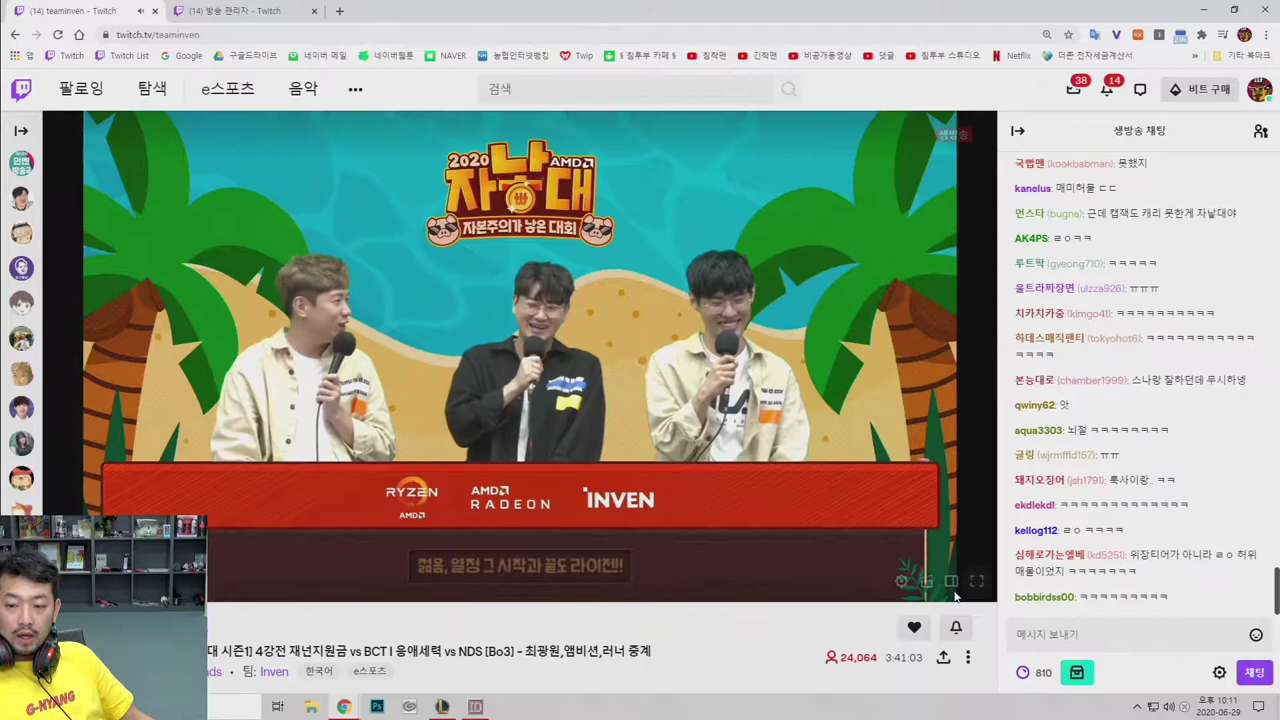 (14) teaminven - Twitch
(14) 방송 관리자 - Twitch
twitch.tv/teaminven
앱
Twitch
Twitch
Google
구글드라이브
네이버 메일
네이버웹툰
NAVER
농협인터넷뱅킹
Twip
침투부 카페
침착맨
긴착맨
비공개동영상
댓글
침투부 스튜디오
Netflix
더존 전자세금계산서
기타 북마크
팔로잉
탐색
e스포츠
음악
검색
38
14
비트 구매
생방송
2020
AMD
자낳대
자본주의가 낳은 대회
RYZEN
AMD
AMD
RADEON
INVEN
젊음, 열정 그 시작과 끝도 라이젠!
대 시즌1] 4강전 재넌지원금 vs BCT I 응애세력 vs NDS [Bo3] - 최광원,앰비션,러너 중계
nds
팀: Inven
한국어
e스포츠
24,064
3:41:03
생방송 채팅
국빱맨 (kookbabman): 못했지
kanelus: 매미허물 ㄷㄷ
먼스타 (bugna): 근데 캡잭도 캐리 못한게 자낳대야
AK4PS: ㄹㅇㅋㅋ
루트팍 (gyeong710): ㅋㅋㅋㅋㅋ
울트라짜장면 (ulzza926): ㅠㅠㅠ
치카치카중 (kimgo41): ㅋㅋㅋㅋㅋㅋㅋㅋㅋㅋ
하데스매직팬티 (tokyohot6): ㅋㅋㅋㅋㅋㅋㅋㅋㅋㅋㅋ
ㅋㅋㅋㅋ
본능대로 (chamber1999): 스나랑 잘하던데 무시하넹
qwiny62: 앗
aqua3303: 뇌절 ㅋㅋㅋㅋㅋㅋㅋㅋ
글링 (wjrmffld157): ㅠㅠ
돼지오징어 (jsh1791): 룩사이랑.. ㅋㅋ
ekdlekdl: ㅋㅋㅋㅋㅋㅋㅋㅋㅋㅋㅋㅋㅋ
kellog112: ㄹㅇ ㅋㅋㅋㅋ
심해로가는엘베 (kd5251): 위장티어가 아니라 ㄹㅇ 허위
매물이었지 ㅋㅋㅋㅋㅋㅋㅋ
bobbirdss00: ㅋㅋㅋㅋㅋㅋㅋㅋㅋ
메시지 보내기
810
채팅
G-NYANG
오후 10:11
2020-06-29